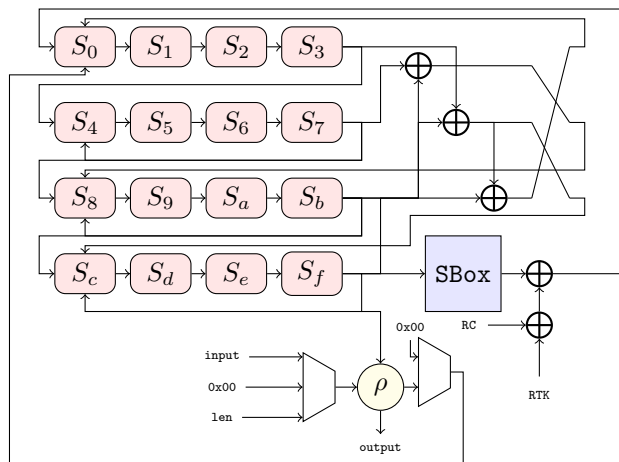 S0 S1 S2 S3
S4 S5 S6 S7
S8 S9 Sa Sb
Sc Sd Se Sf SBox
RC
0x00
input
0x00 ρ
RTK
len
output